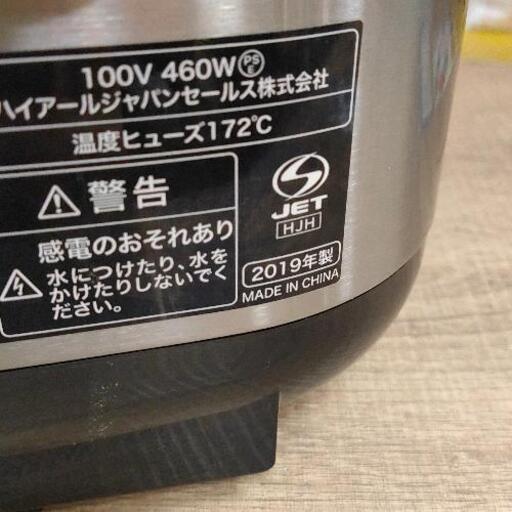 100V 460W PSE
ハイアールジャパンセールス株式会社
温度ヒューズ172℃
警告
感電のおそれあり
水につけたり、水を
かけたりしないでく
ださい。
S
JET
HJH
2019年製
MADE IN CHINA